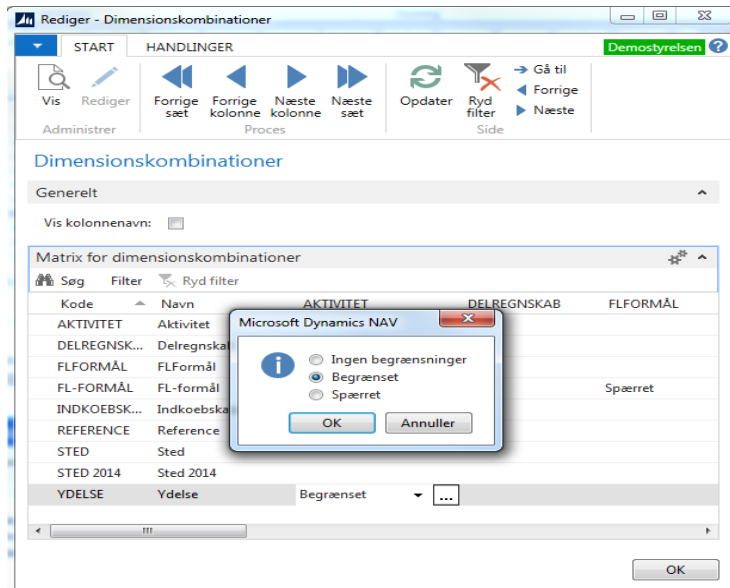 Rediger - Dimensionskombinationer
START HANDLINGER Demostyrelsen
Vis Rediger Forrige sæt Forrige kolonne Næste kolonne Næste sæt Opdater Ryd filter Gå til
Forrige
Næste
Administrer Proces Side
Dimensionskombinationer
Generelt
Vis kolonnenavn:
Matrix for dimensionskombinationer
Søg Filter Ryd filter
Kode Navn AKTIVITET DELREGNSKAB FLFORMÅL
AKTIVITET Aktivitet
DELREGNSK... Delregnskab
FLFORMÅL FLFormål
FL-FORMÅL FL-formål Spærret
INDKOEBSK... Indkoebska
REFERENCE Reference
STED Sted
STED 2014 Sted 2014
YDELSE Ydelse Begrænset ...
Microsoft Dynamics NAV
Ingen begrænsninger
Begrænset
Spærret
OK Annuller
OK